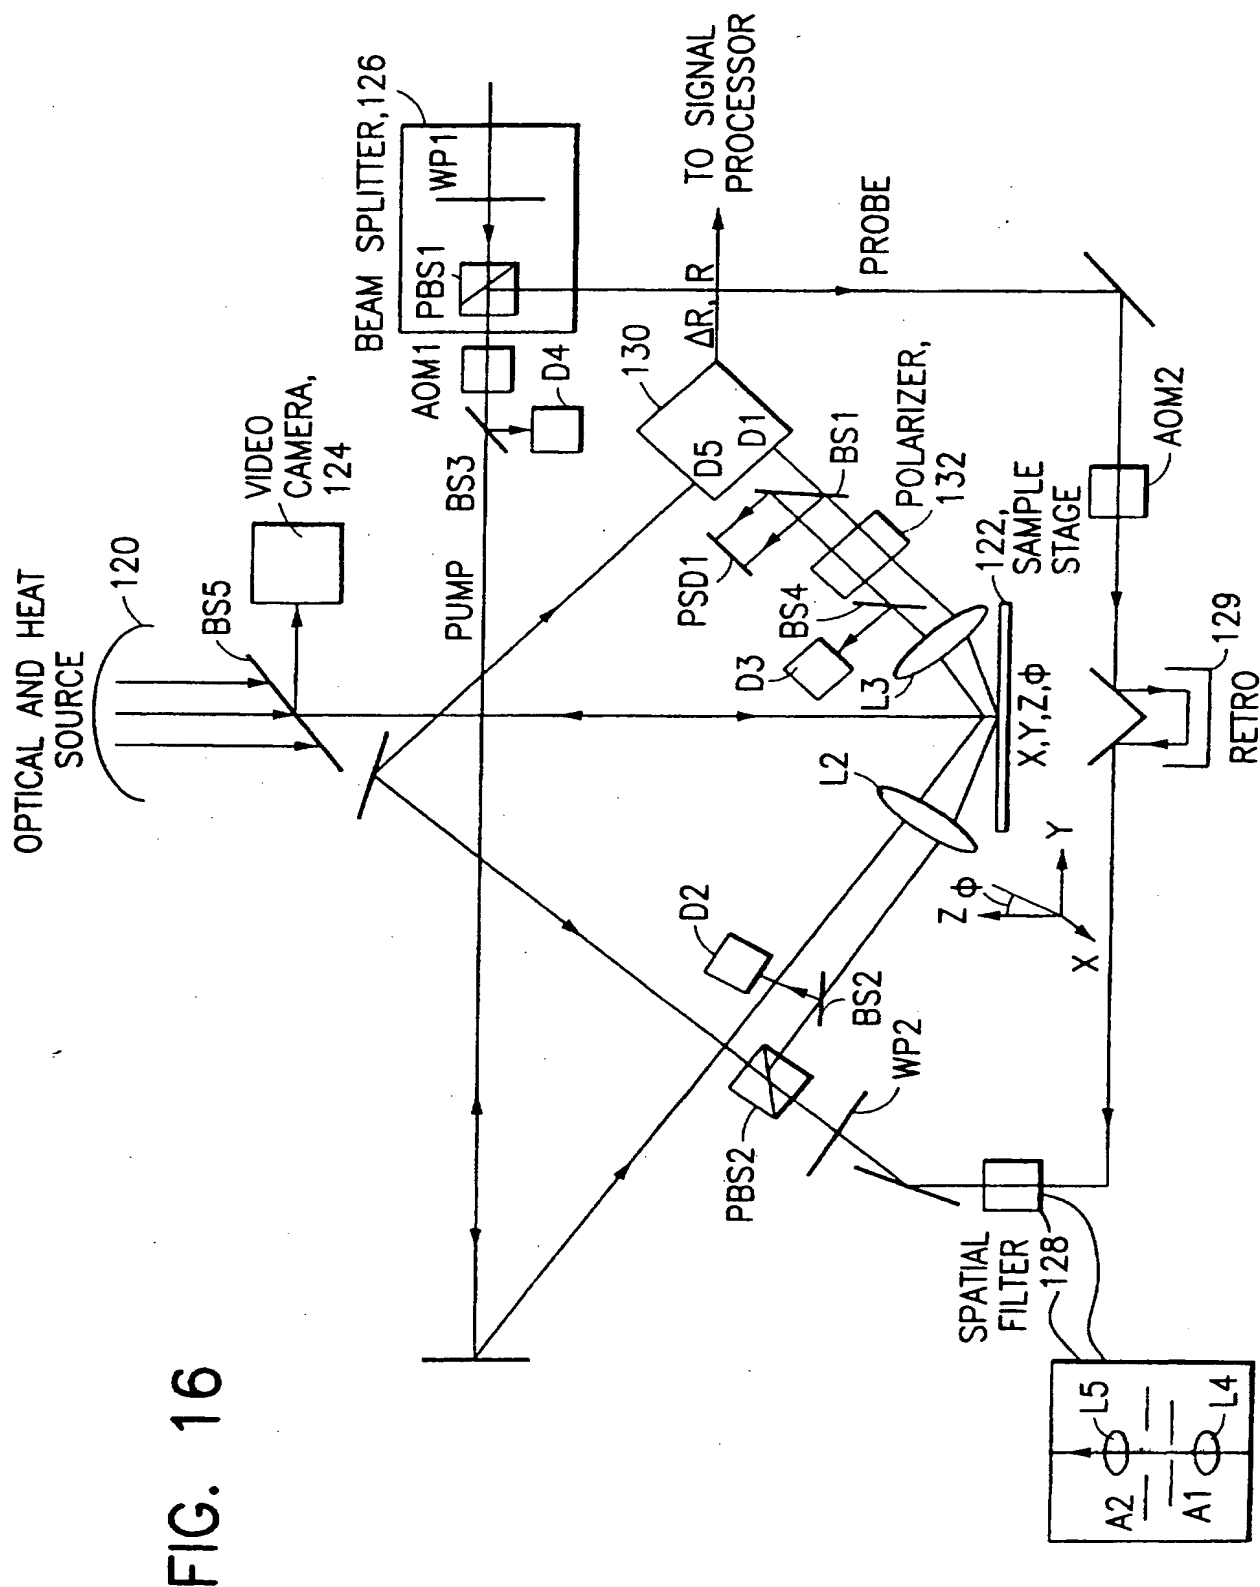 FIG. 16
OPTICAL AND HEAT
SOURCE
120
BS5
VIDEO
CAMERA,
124
BEAM SPLITTER, 126
PBS1
WP1
AOM1
D4
BS3
PUMP
130
D5
D1
ΔR, R
TO SIGNAL
PROCESSOR
PROBE
BS1
PSD1
POLARIZER,
132
BS4
D3
L3
L2
122,
SAMPLE
STAGE
X,Y,Z,ϕ
AOM2
129
RETRO
Z
ϕ
Y
X
D2
BS2
PBS2
WP2
SPATIAL
FILTER
128
L5
A2
A1
L4